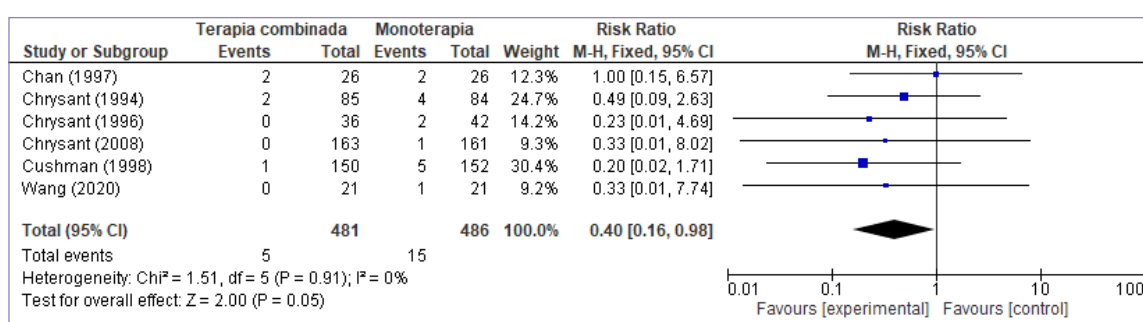 Terapia combinada Monoterapia Risk Ratio Risk Ratio
Study or Subgroup Events Total Events Total Weight M-H, Fixed, 95% CI M-H, Fixed, 95% CI
Chan (1997) 2 26 2 26 12.3% 1.00 [0.15, 6.57]
Chrysant (1994) 2 85 4 84 24.7% 0.49 [0.09, 2.63]
Chrysant (1996) 0 36 2 42 14.2% 0.23 [0.01, 4.69]
Chrysant (2008) 0 163 1 161 9.3% 0.33 [0.01, 8.02]
Cushman (1998) 1 150 5 152 30.4% 0.20 [0.02, 1.71]
Wang (2020) 0 21 1 21 9.2% 0.33 [0.01, 7.74]
Total (95% CI) 481 486 100.0% 0.40 [0.16, 0.98]
Total events 5 15
Heterogeneity: Chi² = 1.51, df = 5 (P = 0.91); I² = 0%
Test for overall effect: Z = 2.00 (P = 0.05)
0.01 0.1 1 10 100
Favours [experimental] Favours [control]